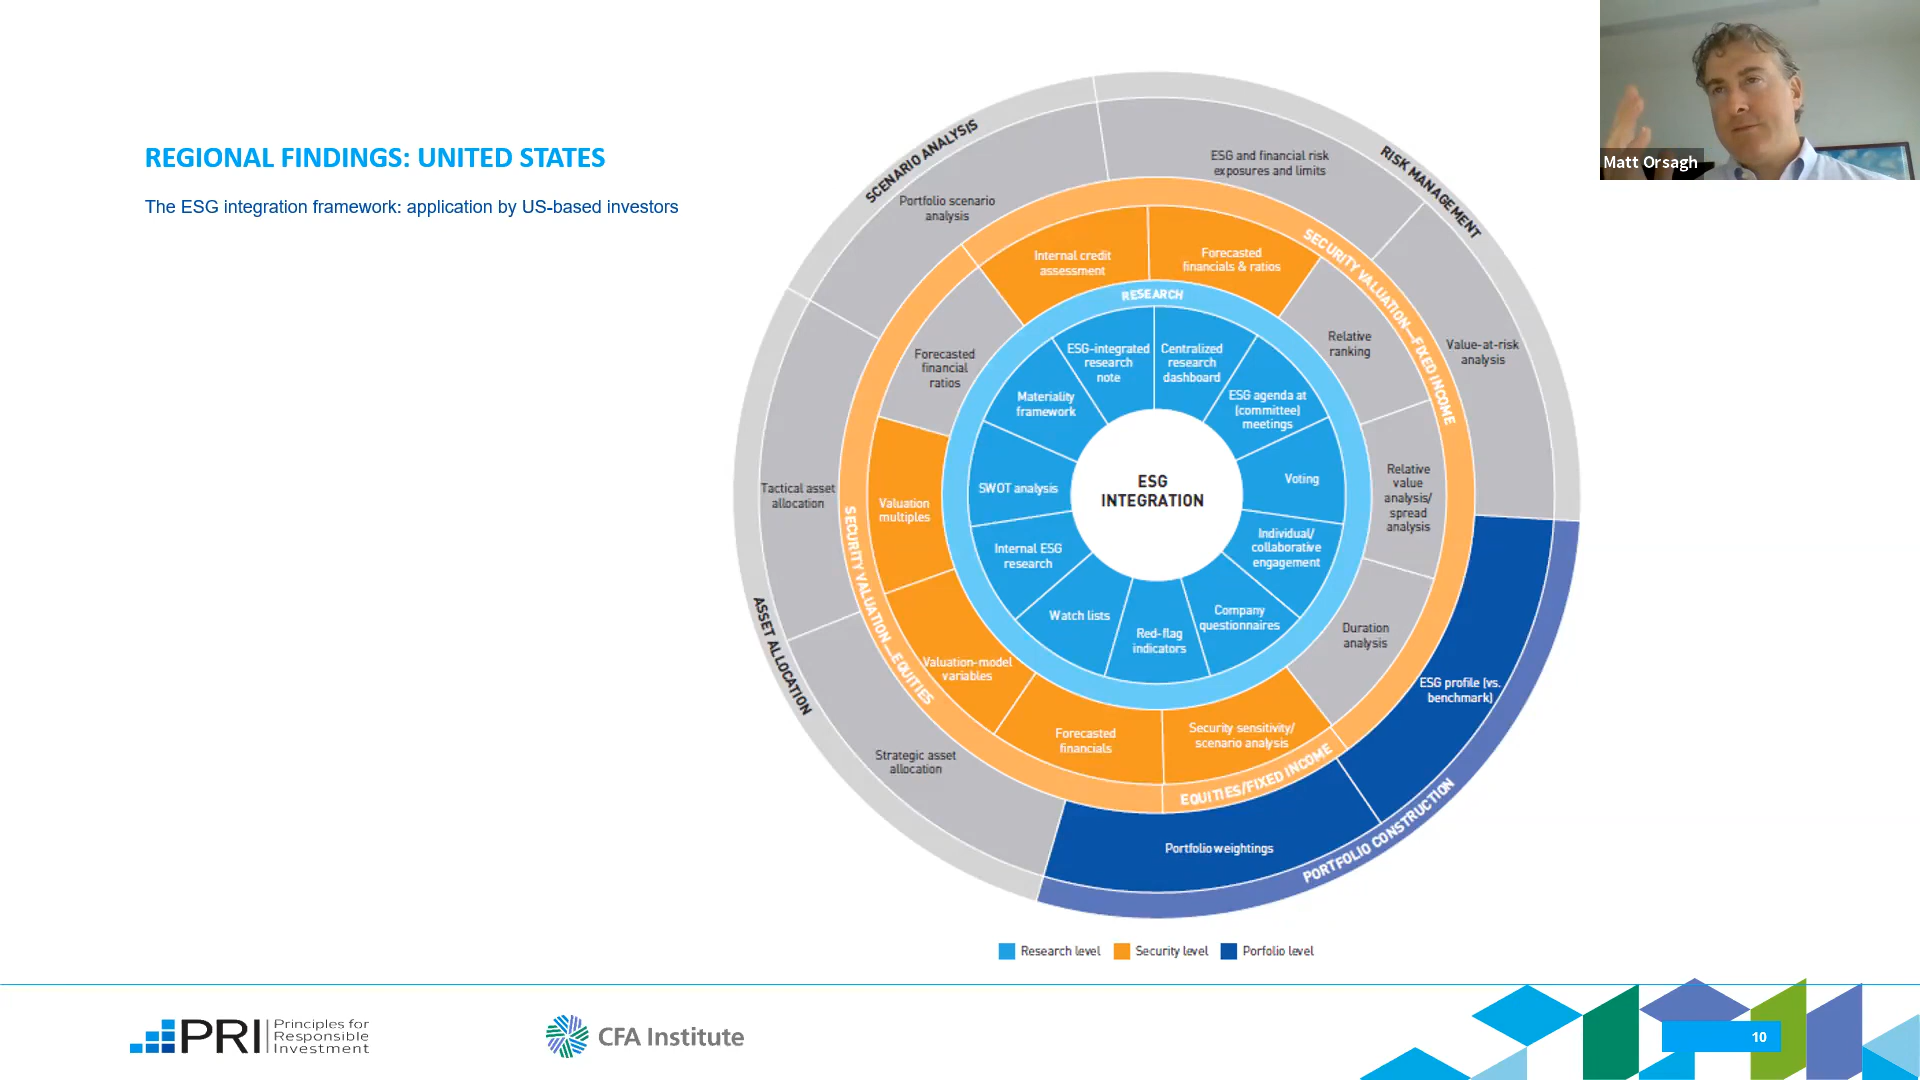 REGIONAL FINDINGS: UNITED STATES
The ESG integration framework: application by US-based investors
Matt Orsagh
SCENARIO ANALYSIS
Portfolio scenario
analysis
RISK MANAGEMENT
ESG and financial risk
exposures and limits
Value-at-risk
analysis
ASSET ALLOCATION
Tactical asset
allocation
Strategic asset
allocation
PORTFOLIO CONSTRUCTION
ESG profile (vs.
benchmark)
Portfolio weightings
SECURITY VALUATION—FIXED INCOME
Internal credit
assessment
Forecasted
financials & ratios
Relative
ranking
Relative
value
analysis/
spread
analysis
Duration
analysis
EQUITIES/FIXED INCOME
Security sensitivity/
scenario analysis
SECURITY VALUATION—EQUITIES
Forecasted
financials
Valuation-model
variables
Valuation
multiples
Forecasted
financial
ratios
RESEARCH
ESG-integrated
research
note
Centralized
research
dashboard
ESG agenda at
(committee)
meetings
Voting
Individual/
collaborative
engagement
Company
questionnaires
Red-flag
indicators
Watch lists
Internal ESG
research
SWOT analysis
Materiality
framework
ESG
INTEGRATION
Research level
Security level
Porfolio level
PRI
Principles for
Responsible
Investment
CFA Institute
10